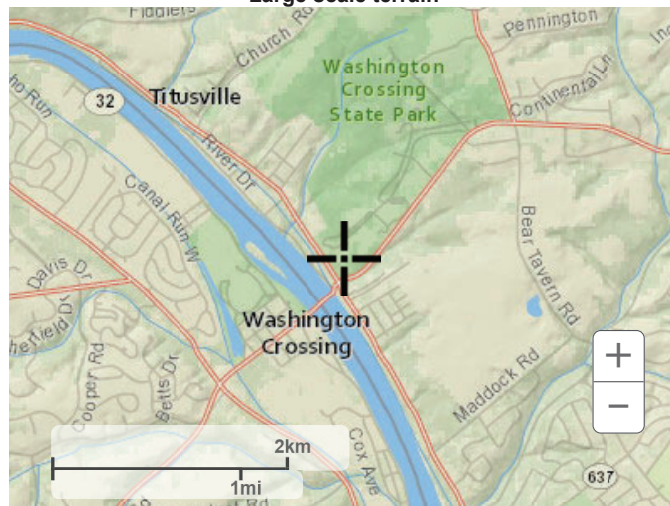 Large scale terrain
Fiddlers
Church Rd
Pennington
Washington
Crossing
State Park
Continental Ln
32
Titusville
River Dr
Canal Run W
Bear Tavern Rd
Davis Dr
Washington
Crossing
Cooper Rd
Betts Dr
Maddock Rd
Cox Ave
2km
1mi
637
+
−